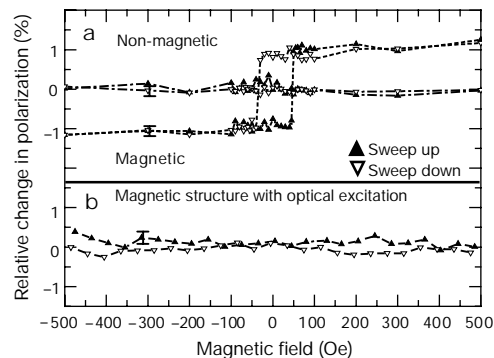 Relative change in polarization (%)
a
Non-magnetic
1
0
-1
Magnetic
Sweep up
Sweep down
b
Magnetic structure with optical excitation
1
0
-1
-500 -400 -300 -200 -100 0 100 200 300 400 500
Magnetic field (Oe)